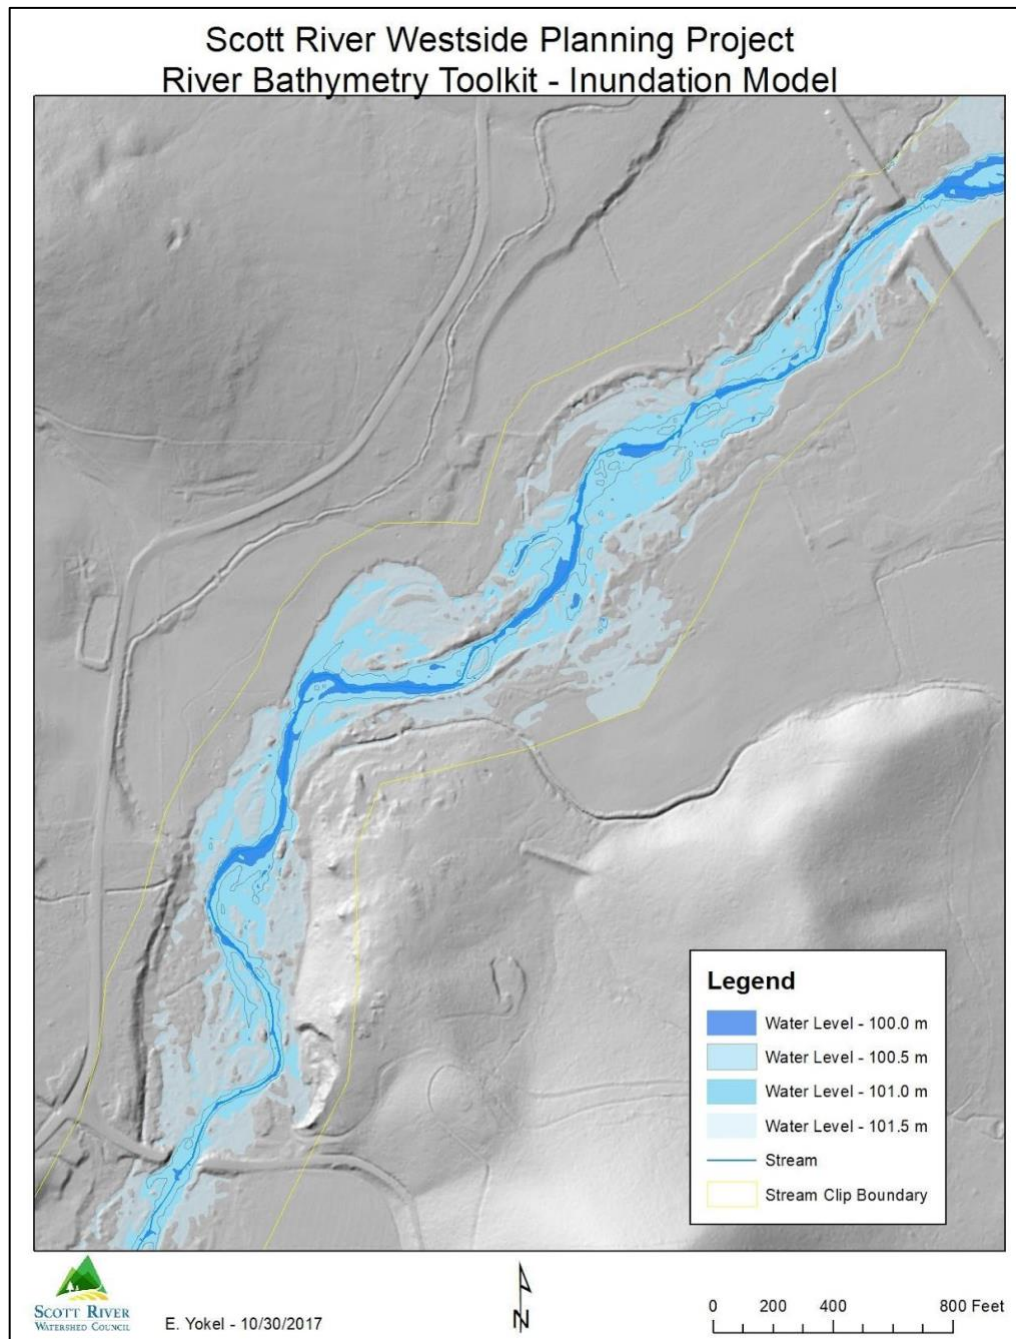 Scott River Westside Planning Project
River Bathymetry Toolkit - Inundation Model
Legend
Water Level - 100.0 m
Water Level - 100.5 m
Water Level - 101.0 m
Water Level - 101.5 m
Stream
Stream Clip Boundary
SCOTT RIVER
WATERSHED COUNCIL
E. Yokel - 10/30/2017
N
0 200 400 800 Feet